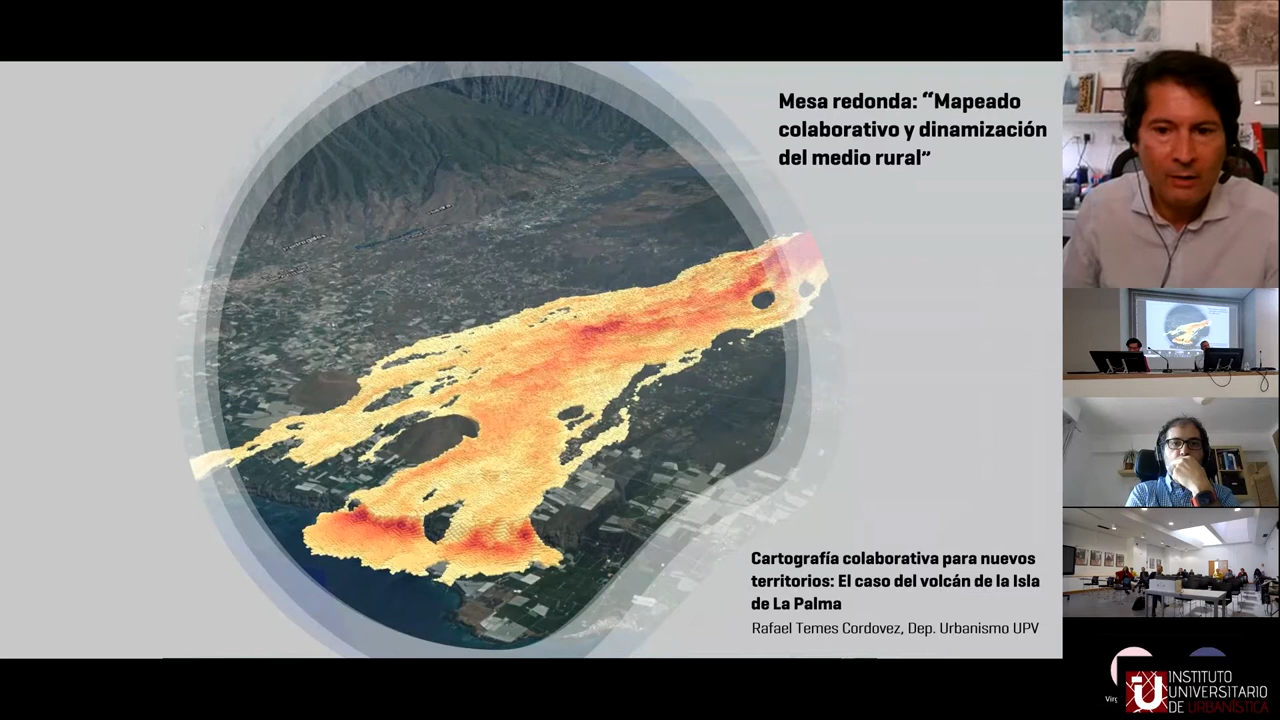 Mesa redonda: “Mapeado
colaborativo y dinamización
del medio rural”
Cartografía colaborativa para nuevos
territorios: El caso del volcán de la Isla
de La Palma
Rafael Temes Cordovez, Dep. Urbanismo UPV
INSTITUTO
UNIVERSITARIO
DE URBANÍSTICA